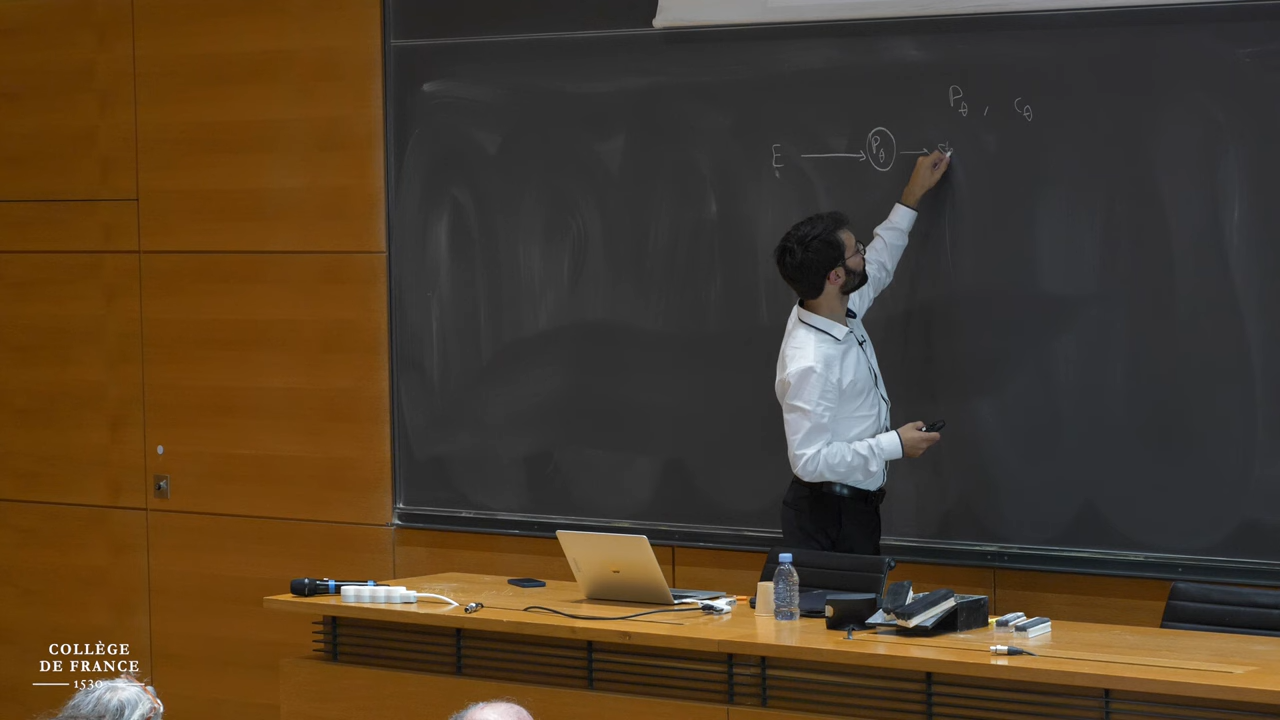 P_θ , C_θ
E → P_θ →
COLLÈGE
DE FRANCE
1530